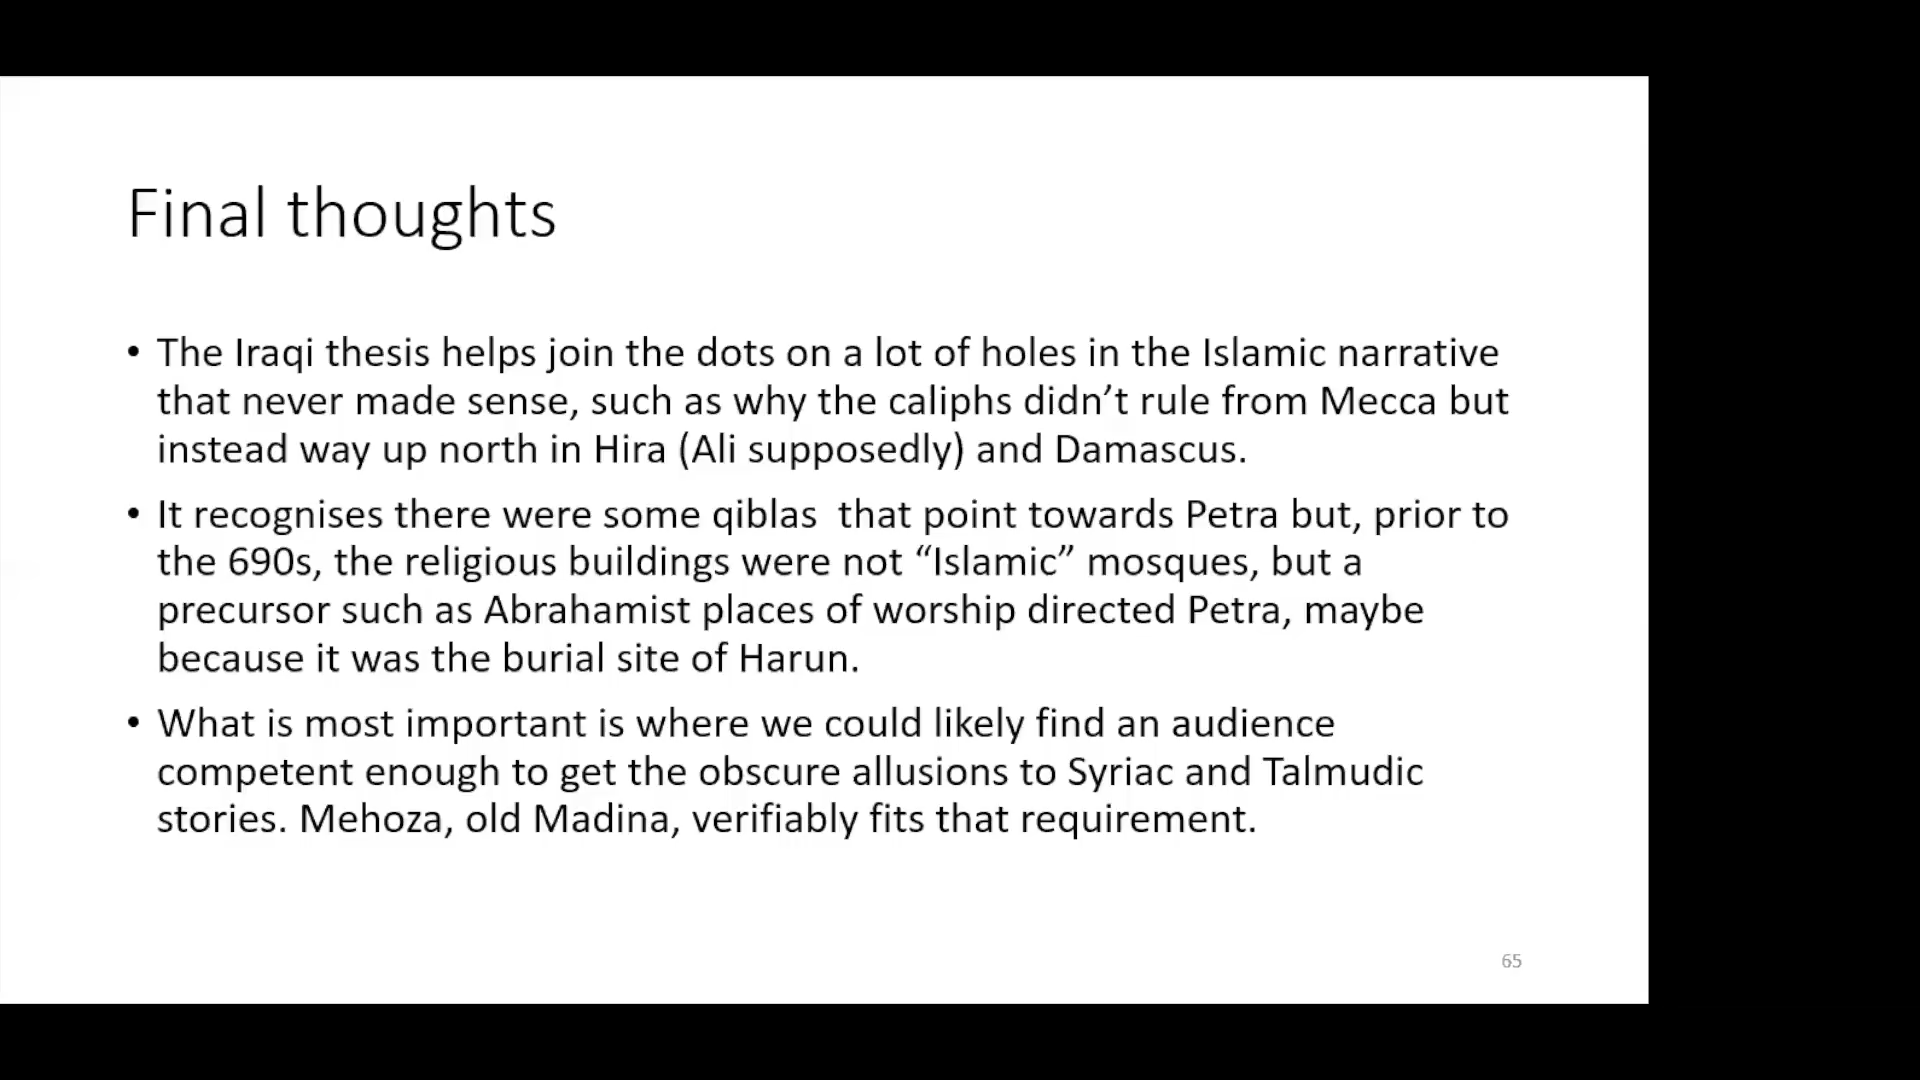 Final thoughts
• The Iraqi thesis helps join the dots on a lot of holes in the Islamic narrative
that never made sense, such as why the caliphs didn’t rule from Mecca but
instead way up north in Hira (Ali supposedly) and Damascus.
• It recognises there were some qiblas  that point towards Petra but, prior to
the 690s, the religious buildings were not “Islamic” mosques, but a
precursor such as Abrahamist places of worship directed Petra, maybe
because it was the burial site of Harun.
• What is most important is where we could likely find an audience
competent enough to get the obscure allusions to Syriac and Talmudic
stories. Mehoza, old Madina, verifiably fits that requirement.
65